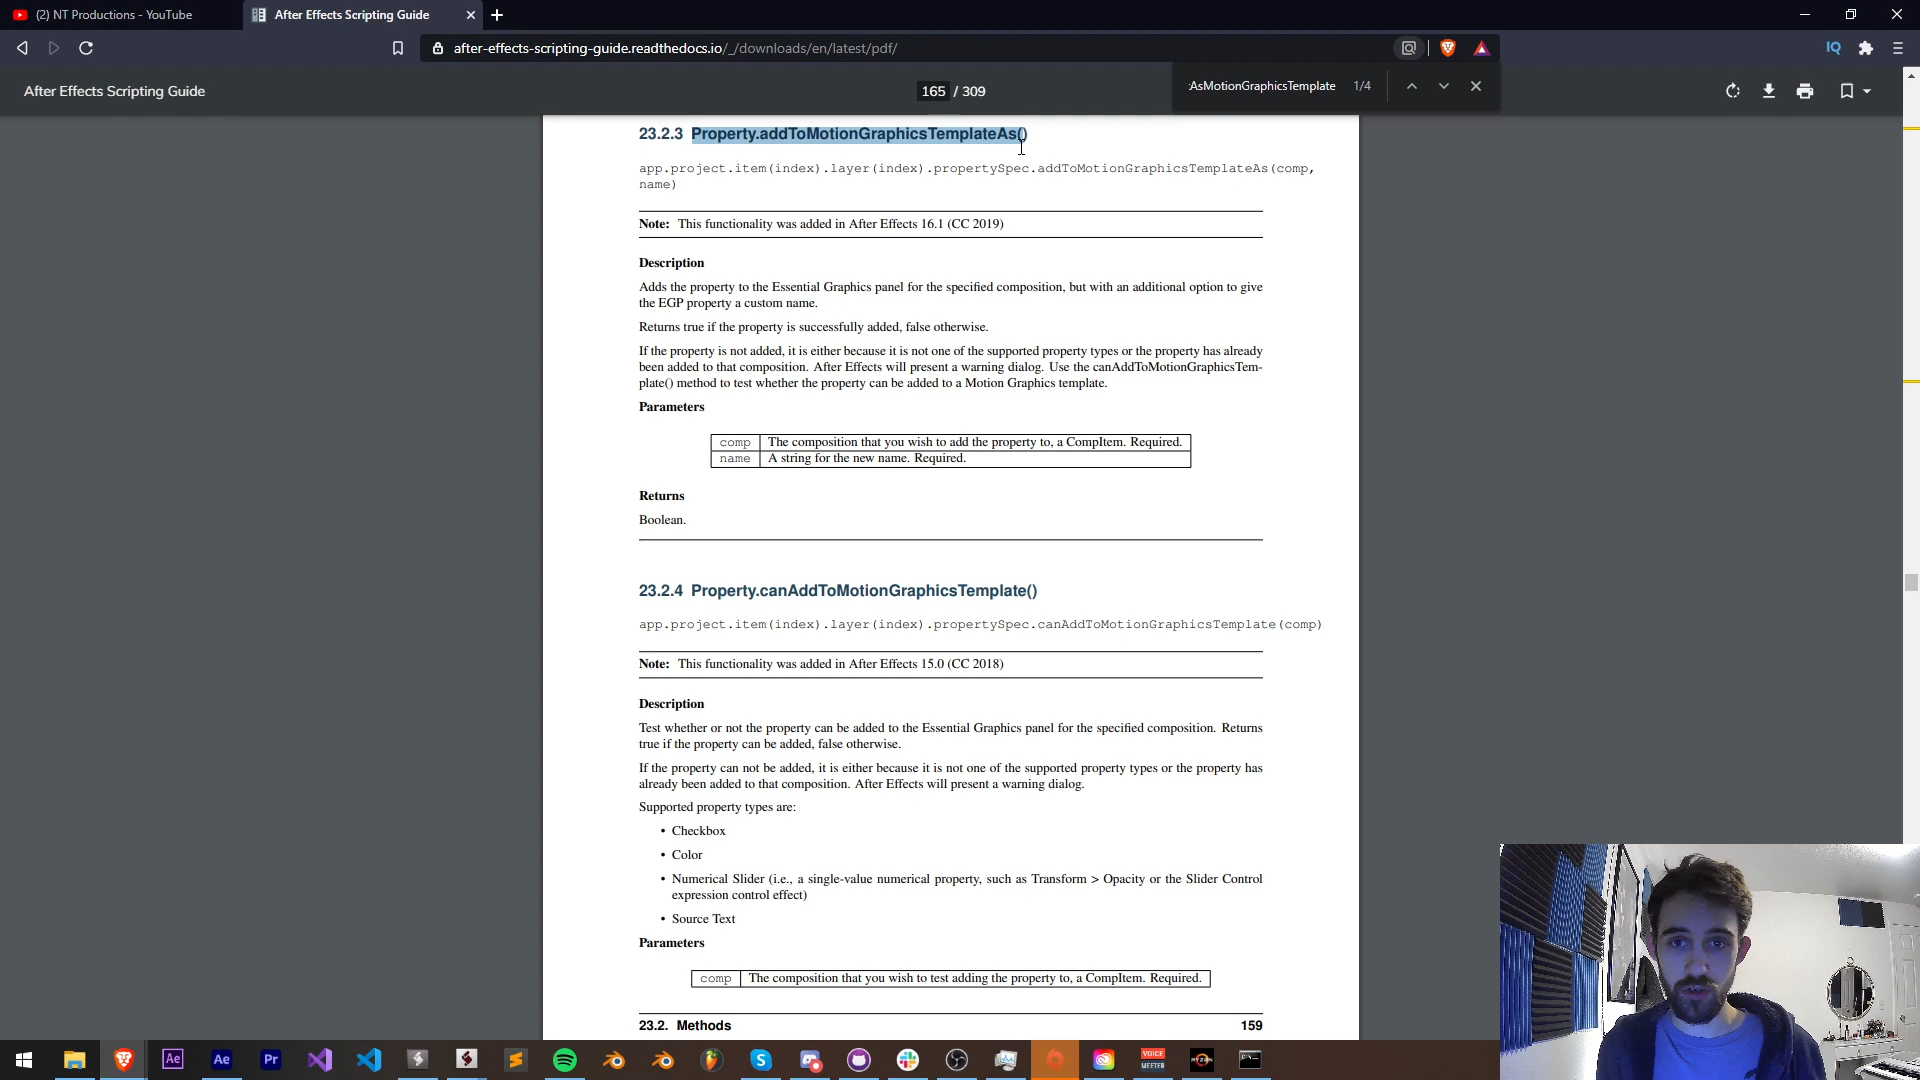 (2) NT Productions - YouTube
After Effects Scripting Guide
after-effects-scripting-guide.readthedocs.io/_/downloads/en/latest/pdf/
IQ
After Effects Scripting Guide
165 / 309
AsMotionGraphicsTemplate 1/4
23.2.3 Property.addToMotionGraphicsTemplateAs()
app.project.item(index).layer(index).propertySpec.addToMotionGraphicsTemplateAs(comp,
name)
Note: This functionality was added in After Effects 16.1 (CC 2019)
Description
Adds the property to the Essential Graphics panel for the specified composition, but with an additional option to give
the EGP property a custom name.
Returns true if the property is successfully added, false otherwise.
If the property is not added, it is either because it is not one of the supported property types or the property has already
been added to that composition. After Effects will present a warning dialog. Use the canAddToMotionGraphicsTem-
plate() method to test whether the property can be added to a Motion Graphics template.
Parameters
comp The composition that you wish to add the property to, a CompItem. Required.
name A string for the new name. Required.
Returns
Boolean.
23.2.4 Property.canAddToMotionGraphicsTemplate()
app.project.item(index).layer(index).propertySpec.canAddToMotionGraphicsTemplate(comp)
Note: This functionality was added in After Effects 15.0 (CC 2018)
Description
Test whether or not the property can be added to the Essential Graphics panel for the specified composition. Returns
true if the property can be added, false otherwise.
If the property can not be added, it is either because it is not one of the supported property types or the property has
already been added to that composition. After Effects will present a warning dialog.
Supported property types are:
• Checkbox
• Color
• Numerical Slider (i.e., a single-value numerical property, such as Transform > Opacity or the Slider Control
expression control effect)
• Source Text
Parameters
comp The composition that you wish to test adding the property to, a CompItem. Required.
23.2. Methods 159
Ae Ae Pr
VOICE
MEETER
RYZEN